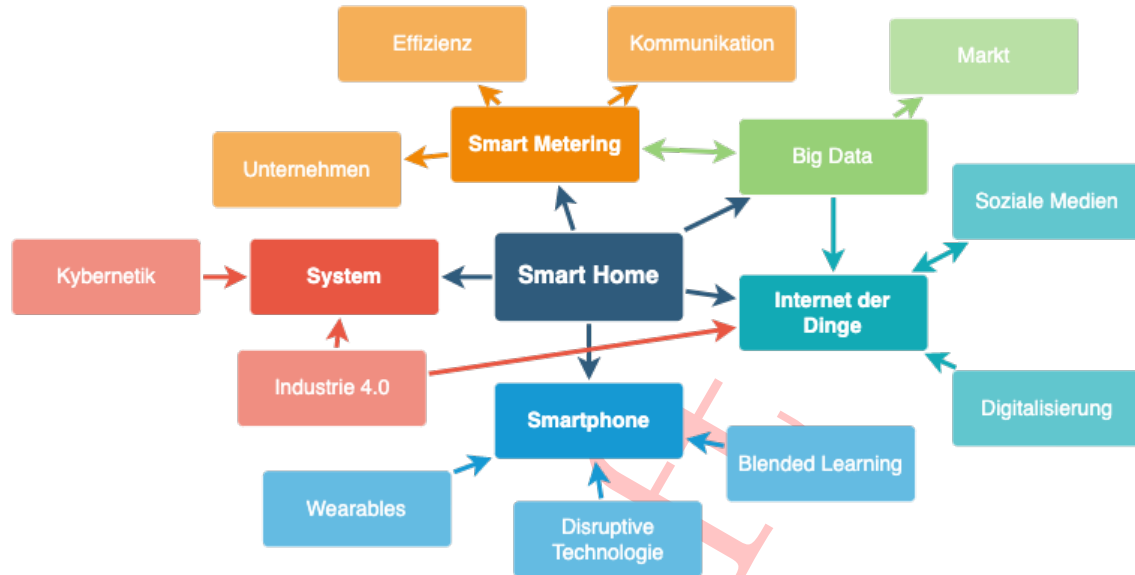 Effizienz
Kommunikation
Markt
Smart Metering
Big Data
Unternehmen
Soziale Medien
Kybernetik
System
Smart Home
Internet der
Dinge
Industrie 4.0
Smartphone
Digitalisierung
Blended Learning
Wearables
Disruptive
Technologie